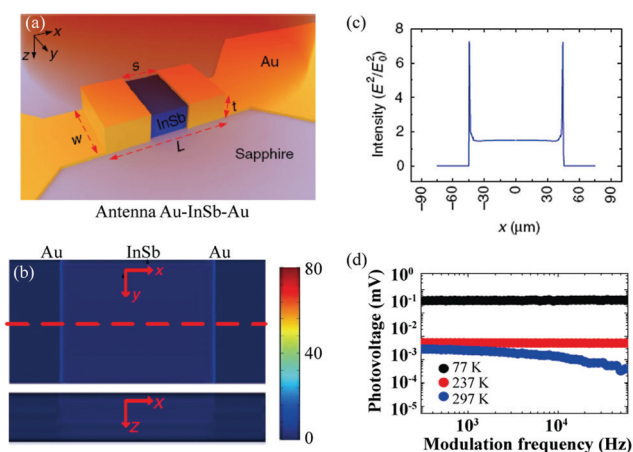 (a)
x
y
z
s
Au
InSb
t
w
L
Sapphire
Antenna Au-InSb-Au
(b)
Au InSb Au
x
y
x
z
80
60
40
20
0
(c)
Intensity (E²/E₀²)
8
6
4
2
0
-90
-60
-30
0
30
60
90
x (μm)
(d)
Photovoltage (mV)
10⁰
10⁻¹
10⁻²
10⁻³
10⁻⁴
10⁻⁵
77 K
237 K
297 K
10³ 10⁴
Modulation frequency (Hz)